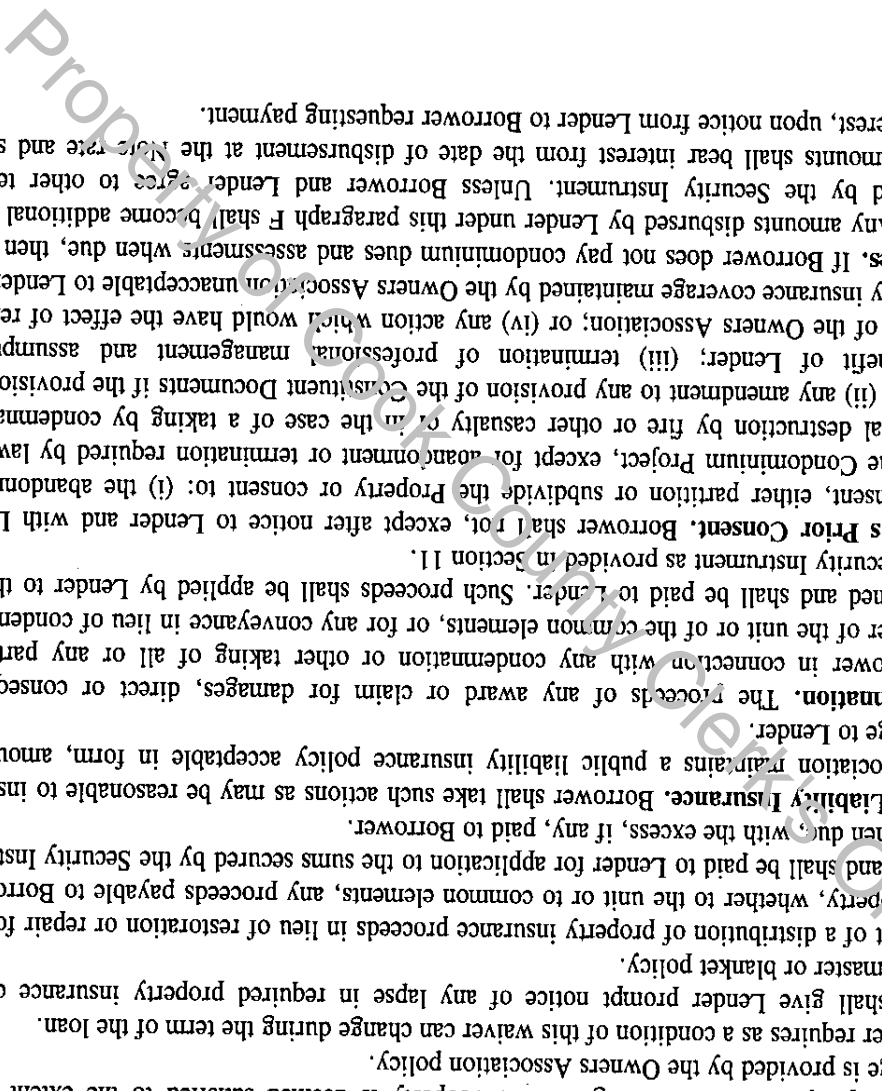 ge is provided by the Owners Association policy.
er requires as a condition of this waiver can change during the term of the loan.
shall give Lender prompt notice of any lapse in required property insurance c
master or blanket policy.
t of a distribution of property insurance proceeds in lieu of restoration or repair fo
perty, whether to the unit or to common elements, any proceeds payable to Borro
and shall be paid to Lender for application to the sums secured by the Security Inst
hen due, with the excess, if any, paid to Borrower.
Liability Insurance. Borrower shall take such actions as may be reasonable to ins
ociation maintains a public liability insurance policy acceptable in form, amou
ge to Lender.
nnation. The proceeds of any award or claim for damages, direct or conseq
ower in connection with any condemnation or other taking of all or any part
er of the unit or of the common elements, or for any conveyance in lieu of conden
ned and shall be paid to Lender. Such proceeds shall be applied by Lender to th
ecurity Instrument as provided in Section 11.
s Prior Consent. Borrower shall not, except after notice to Lender and with L
nsent, either partition or subdivide the Property or consent to: (i) the abandonn
e Condominium Project, except for abandonment or termination required by law
al destruction by fire or other casualty or in the case of a taking by condemna
(ii) any amendment to any provision of the Constituent Documents if the provisio
nefit of Lender; (iii) termination of professional management and assump
of the Owners Association; or (iv) any action which would have the effect of re
y insurance coverage maintained by the Owners Association unacceptable to Lende
es. If Borrower does not pay condominium dues and assessments when due, then
Any amounts disbursed by Lender under this paragraph F shall become additional
d by the Security Instrument. Unless Borrower and Lender agree to other te
mounts shall bear interest from the date of disbursement at the Note rate and s
erest, upon notice from Lender to Borrower requesting payment.
Property of Cook County Clerk's O